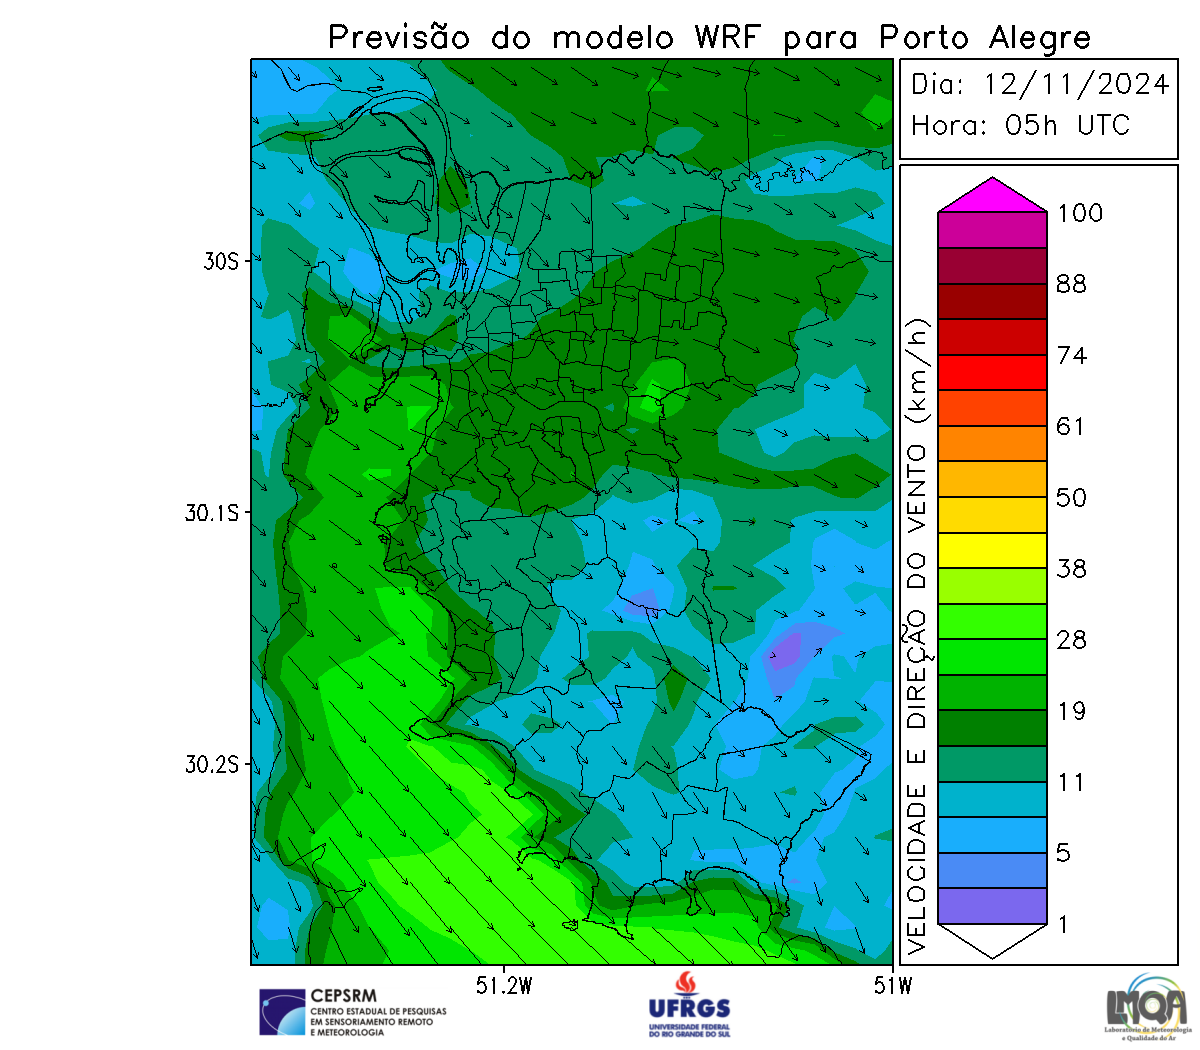 Previsão do modelo WRF para Porto Alegre
Dia: 12/11/2024
Hora: 05h UTC
30S
30.1S
30.2S
51.2W
51W
VELOCIDADE E DIREÇÃO DO VENTO (km/h)
100
88
74
61
50
38
28
19
11
5
1
CEPSRM
CENTRO ESTADUAL DE PESQUISAS
EM SENSORIAMENTO REMOTO
E METEOROLOGIA
UFRGS
UNIVERSIDADE FEDERAL
DO RIO GRANDE DO SUL
LMQA
Laboratório de Meteorologia
e Qualidade do Ar